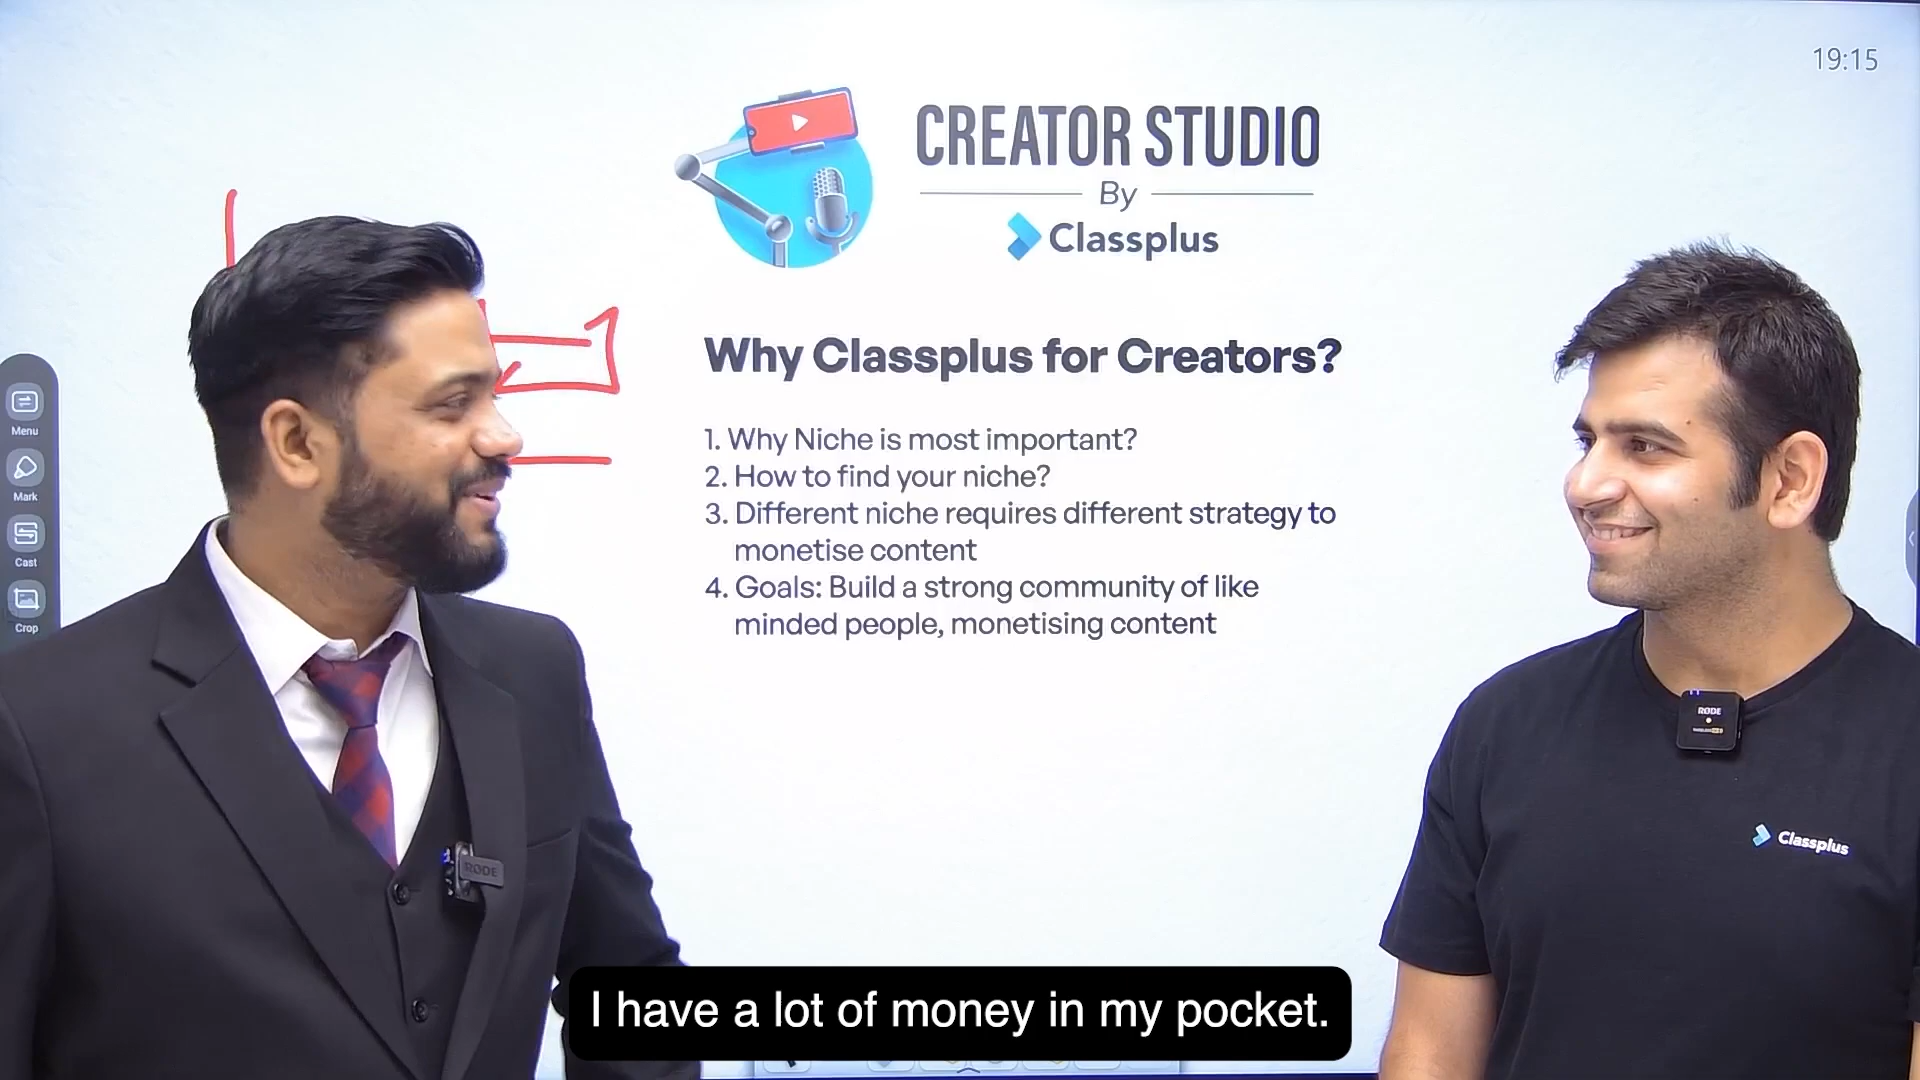 19:15
CREATOR STUDIO
By
Classplus
Why Classplus for Creators?
1. Why Niche is most important?
2. How to find your niche?
3. Different niche requires different strategy to
monetise content
4. Goals: Build a strong community of like
minded people, monetising content
Menu
Mark
Cast
Crop
RØDE
RØDE
Classplus
I have a lot of money in my pocket.